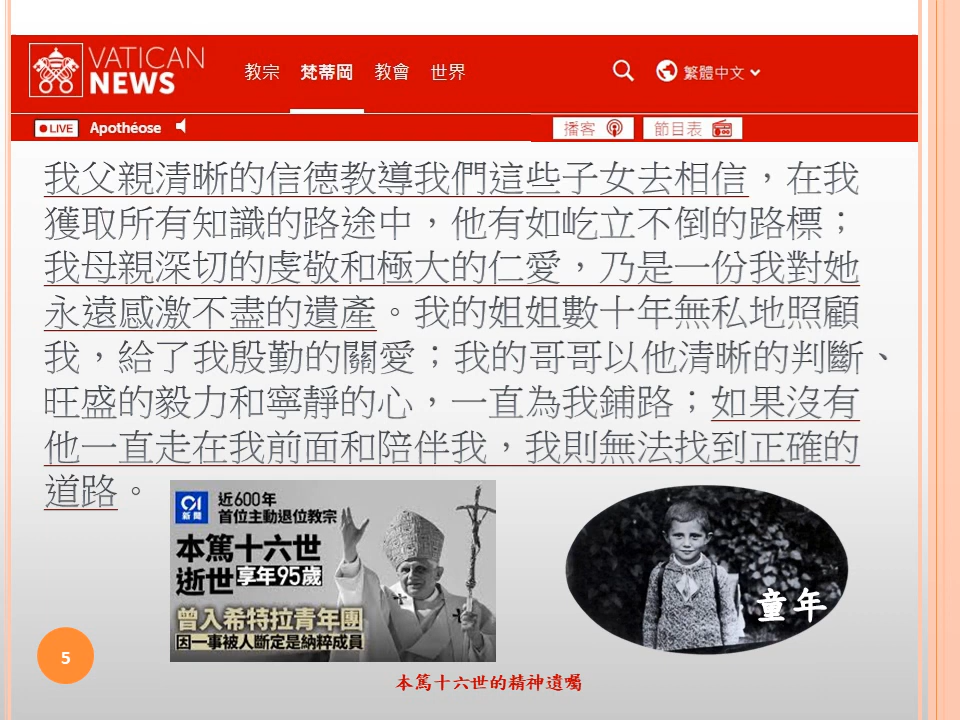 VATICAN
NEWS
教宗 梵蒂岡 教會 世界
繁體中文
LIVE Apothéose
播客 節目表
我父親清晰的信德教導我們這些子女去相信，在我
獲取所有知識的路途中，他有如屹立不倒的路標；
我母親深切的虔敬和極大的仁愛，乃是一份我對她
永遠感激不盡的遺產。我的姐姐數十年無私地照顧
我，給了我殷勤的關愛；我的哥哥以他清晰的判斷、
旺盛的毅力和寧靜的心，一直為我鋪路；如果沒有
他一直走在我前面和陪伴我，我則無法找到正確的
道路。
01
新聞
近600年
首位主動退位教宗
本篤十六世
逝世 享年95歲
曾入希特拉青年團
因一事被人斷定是納粹成員
童年
5
本篤十六世的精神遺囑